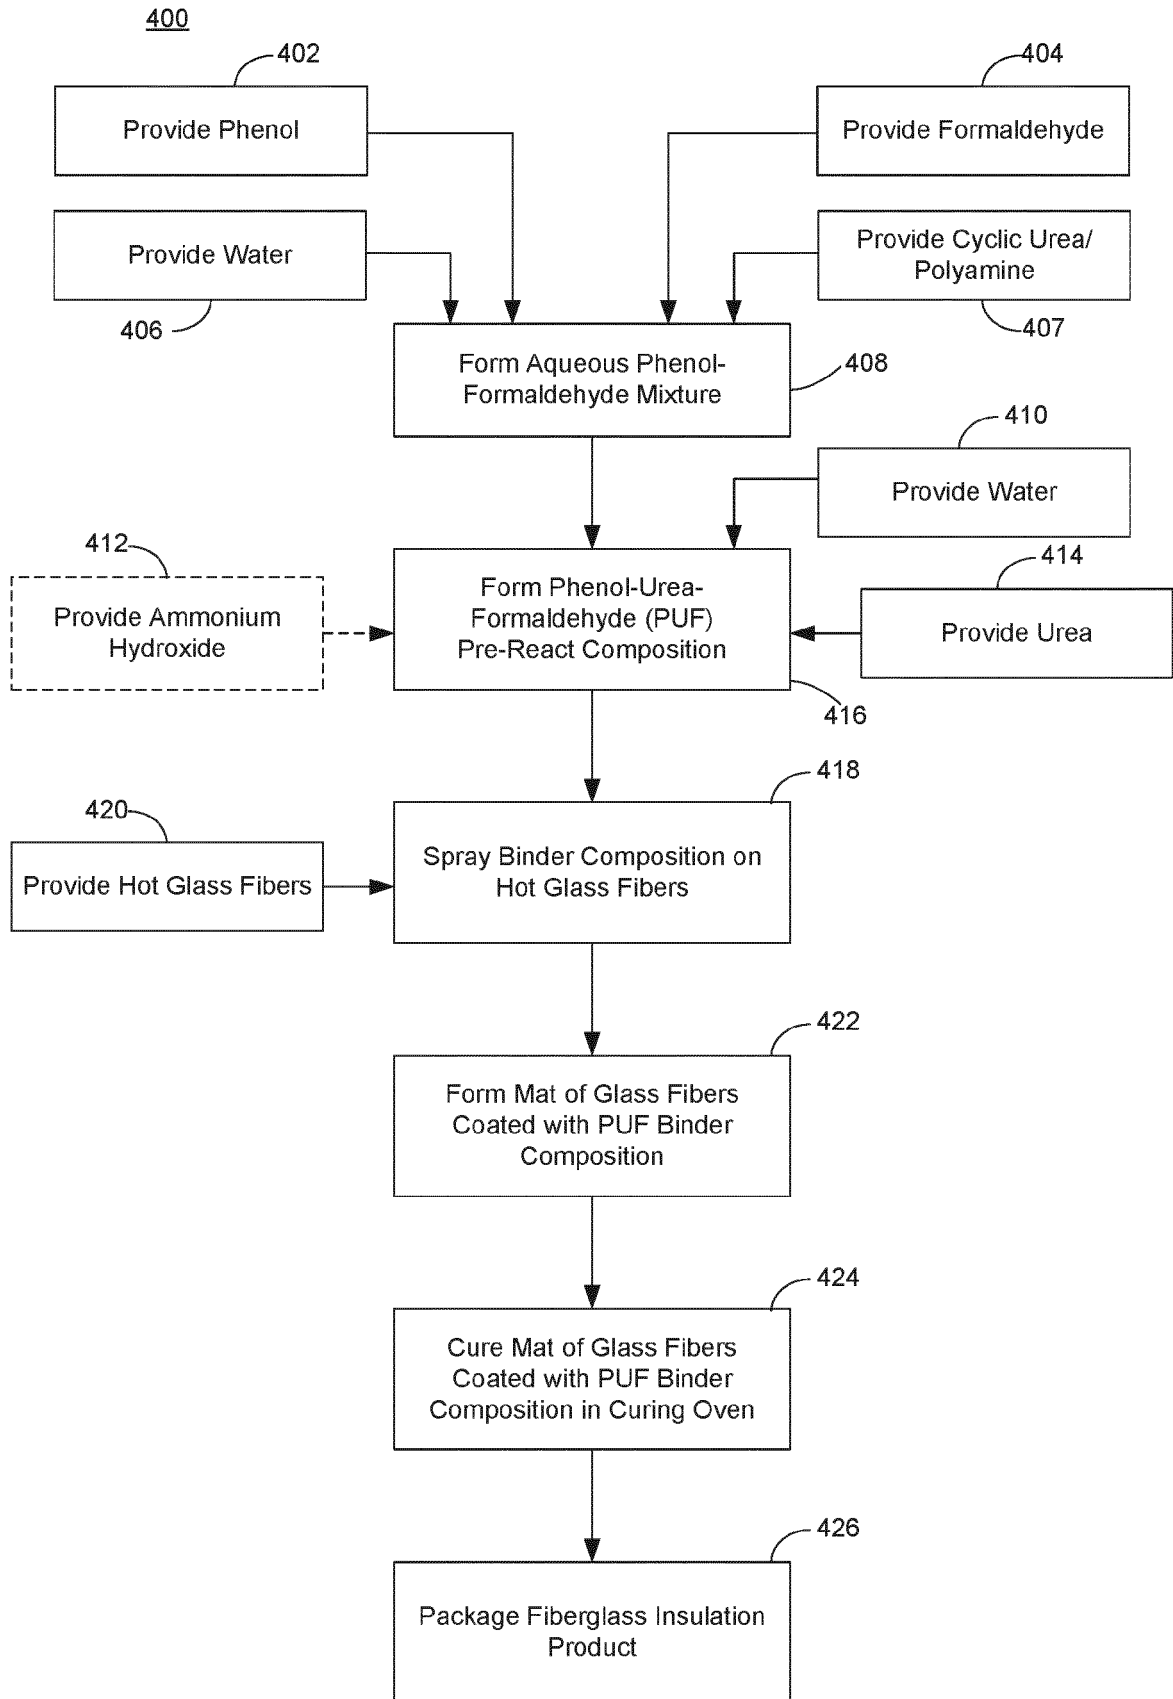 400
402
404
Provide Phenol
Provide Formaldehyde
Provide Water
Provide Cyclic Urea/
Polyamine
406
407
Form Aqueous Phenol-
Formaldehyde Mixture
408
410
Provide Water
412
414
Provide Ammonium
Hydroxide
Form Phenol-Urea-
Formaldehyde (PUF)
Pre-React Composition
Provide Urea
416
418
420
Provide Hot Glass Fibers
Spray Binder Composition on
Hot Glass Fibers
422
Form Mat of Glass Fibers
Coated with PUF Binder
Composition
424
Cure Mat of Glass Fibers
Coated with PUF Binder
Composition in Curing Oven
426
Package Fiberglass Insulation
Product